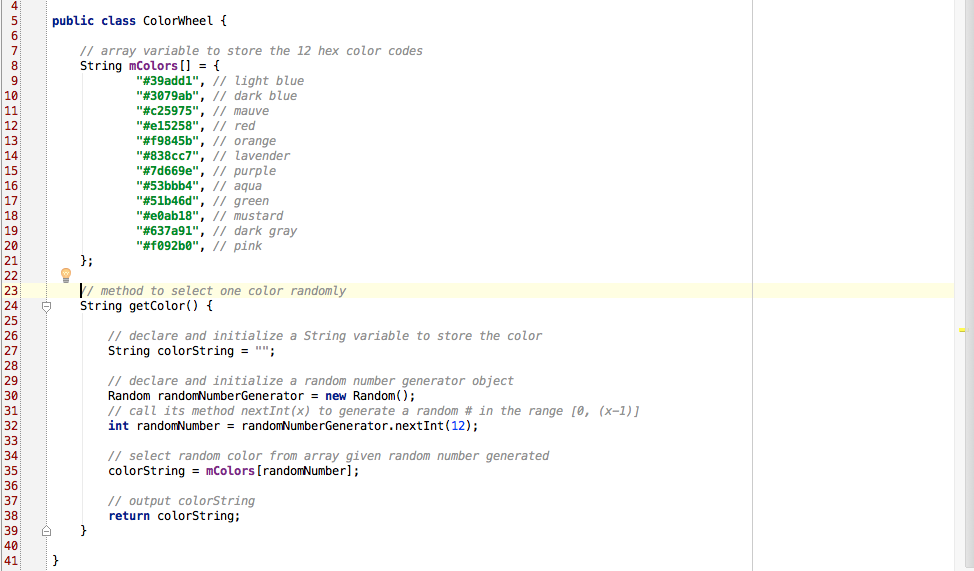 4
5 public class ColorWheel {
6
7 // array variable to store the 12 hex color codes
8 String mColors[] = {
9 "#39add1", // light blue
10 "#3079ab", // dark blue
11 "#c25975", // mauve
12 "#e15258", // red
13 "#f9845b", // orange
14 "#838cc7", // lavender
15 "#7d669e", // purple
16 "#53bbb4", // aqua
17 "#51b46d", // green
18 "#e0ab18", // mustard
19 "#637a91", // dark gray
20 "#f092b0", // pink
21 };
22
23 // method to select one color randomly
24 String getColor() {
25
26 // declare and initialize a String variable to store the color
27 String colorString = "";
28
29 // declare and initialize a random number generator object
30 Random randomNumberGenerator = new Random();
31 // call its method nextInt(x) to generate a random # in the range [0, (x-1)]
32 int randomNumber = randomNumberGenerator.nextInt(12);
33
34 // select random color from array given random number generated
35 colorString = mColors[randomNumber];
36
37 // output colorString
38 return colorString;
39 }
40
41 }